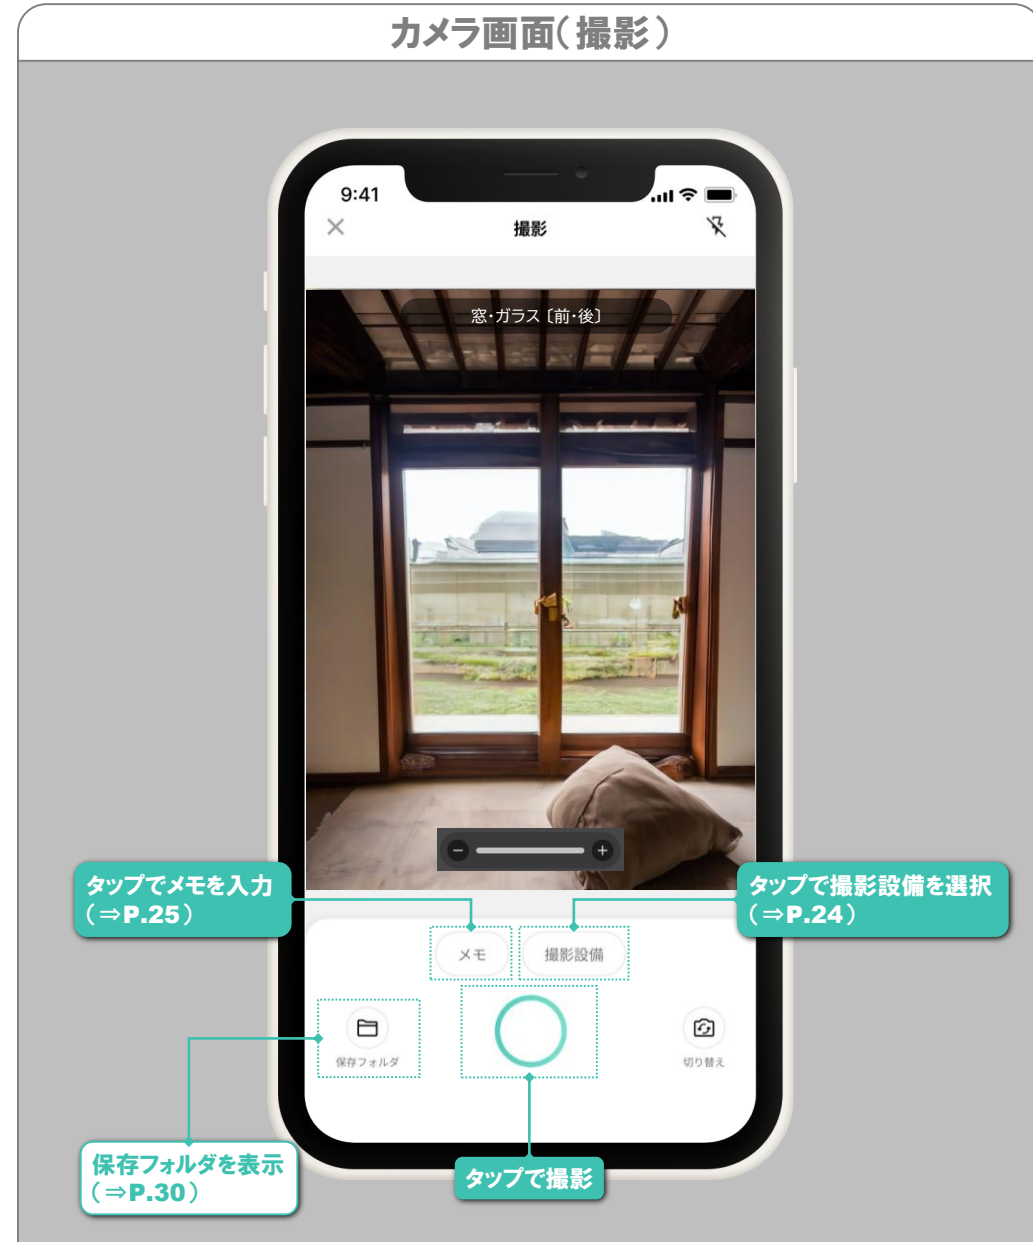 カメラ画面(撮影)
9:41
撮影
窓・ガラス〔前・後〕
タップでメモを入力
(⇒P.25)
タップで撮影設備を選択
(⇒P.24)
メモ
撮影設備
保存フォルダ
切り替え
保存フォルダを表示
(⇒P.30)
タップで撮影